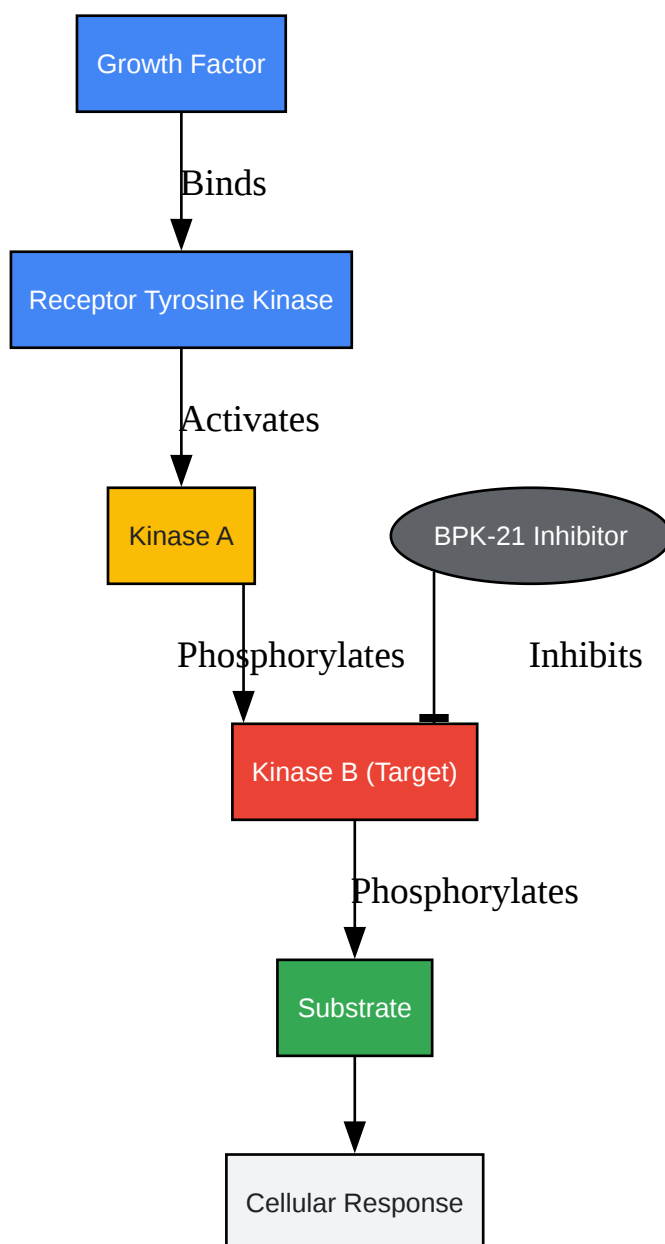 Growth Factor
Binds
Receptor Tyrosine Kinase
Activates
Kinase A
BPK-21 Inhibitor
Phosphorylates
Inhibits
Kinase B (Target)
Phosphorylates
Substrate
Cellular Response